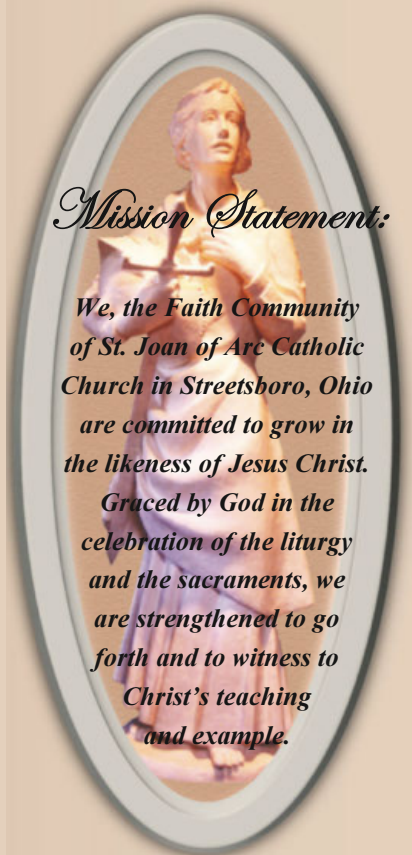 Mission Statement:
We, the Faith Community
of St. Joan of Arc Catholic
Church in Streetsboro, Ohio
are committed to grow in
the likeness of Jesus Christ.
Graced by God in the
celebration of the liturgy
and the sacraments, we
are strengthened to go
forth and to witness to
Christ’s teaching
and example.